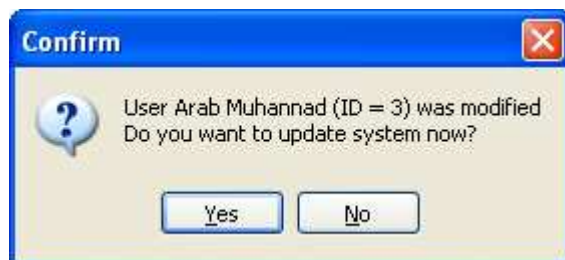 Confirm
User Arab Muhannad (ID = 3) was modified
Do you want to update system now?
Yes
No